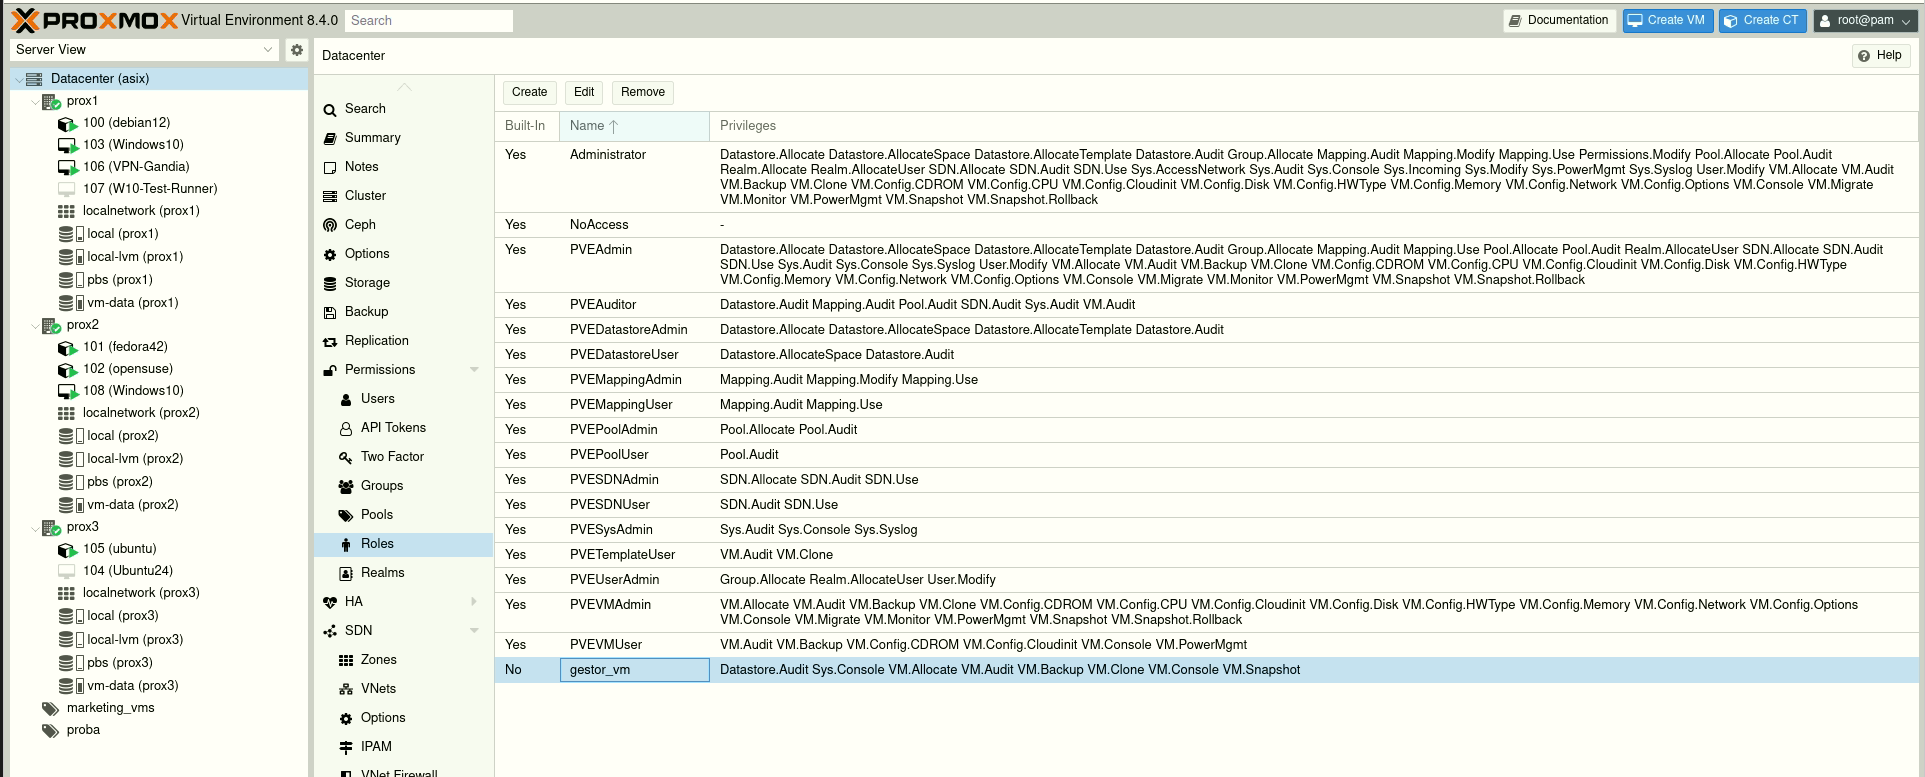 PROXMOX Virtual Environment 8.4.0 Search
Documentation Create VM Create CT root@pam
Server View
Datacenter (asix)
prox1
100 (debian12)
103 (Windows10)
106 (VPN-Gandia)
107 (W10-Test-Runner)
localnetwork (prox1)
local (prox1)
local-lvm (prox1)
pbs (prox1)
vm-data (prox1)
prox2
101 (fedora42)
102 (opensuse)
108 (Windows10)
localnetwork (prox2)
local (prox2)
local-lvm (prox2)
pbs (prox2)
vm-data (prox2)
prox3
105 (ubuntu)
104 (Ubuntu24)
localnetwork (prox3)
local (prox3)
local-lvm (prox3)
pbs (prox3)
vm-data (prox3)
marketing_vms
proba
Datacenter
Help
Search
Summary
Notes
Cluster
Ceph
Options
Storage
Backup
Replication
Permissions
Users
API Tokens
Two Factor
Groups
Pools
Roles
Realms
HA
SDN
Zones
VNets
Options
IPAM
VNet Firewall
Create Edit Remove
Built-In Name Privileges
Yes Administrator Datastore.Allocate Datastore.AllocateSpace Datastore.AllocateTemplate Datastore.Audit Group.Allocate Mapping.Audit Mapping.Modify Mapping.Use Permissions.Modify Pool.Allocate Pool.Audit
Realm.Allocate Realm.AllocateUser SDN.Allocate SDN.Audit SDN.Use Sys.AccessNetwork Sys.Audit Sys.Console Sys.Incoming Sys.Modify Sys.PowerMgmt Sys.Syslog User.Modify VM.Allocate VM.Audit
VM.Backup VM.Clone VM.Config.CDROM VM.Config.CPU VM.Config.Cloudinit VM.Config.Disk VM.Config.HWType VM.Config.Memory VM.Config.Network VM.Config.Options VM.Console VM.Migrate
VM.Monitor VM.PowerMgmt VM.Snapshot VM.Snapshot.Rollback
Yes NoAccess -
Yes PVEAdmin Datastore.Allocate Datastore.AllocateSpace Datastore.AllocateTemplate Datastore.Audit Group.Allocate Mapping.Audit Mapping.Use Pool.Allocate Pool.Audit Realm.AllocateUser SDN.Allocate SDN.Audit
SDN.Use Sys.Audit Sys.Console Sys.Syslog User.Modify VM.Allocate VM.Audit VM.Backup VM.Clone VM.Config.CDROM VM.Config.CPU VM.Config.Cloudinit VM.Config.Disk VM.Config.HWType
VM.Config.Memory VM.Config.Network VM.Config.Options VM.Console VM.Migrate VM.Monitor VM.PowerMgmt VM.Snapshot VM.Snapshot.Rollback
Yes PVEAuditor Datastore.Audit Mapping.Audit Pool.Audit SDN.Audit Sys.Audit VM.Audit
Yes PVEDatastoreAdmin Datastore.Allocate Datastore.AllocateSpace Datastore.AllocateTemplate Datastore.Audit
Yes PVEDatastoreUser Datastore.AllocateSpace Datastore.Audit
Yes PVEMappingAdmin Mapping.Audit Mapping.Modify Mapping.Use
Yes PVEMappingUser Mapping.Audit Mapping.Use
Yes PVEPoolAdmin Pool.Allocate Pool.Audit
Yes PVEPoolUser Pool.Audit
Yes PVESDNAdmin SDN.Allocate SDN.Audit SDN.Use
Yes PVESDNUser SDN.Audit SDN.Use
Yes PVESysAdmin Sys.Audit Sys.Console Sys.Syslog
Yes PVETemplateUser VM.Audit VM.Clone
Yes PVEUserAdmin Group.Allocate Realm.AllocateUser User.Modify
Yes PVEVMAdmin VM.Allocate VM.Audit VM.Backup VM.Clone VM.Config.CDROM VM.Config.CPU VM.Config.Cloudinit VM.Config.Disk VM.Config.HWType VM.Config.Memory VM.Config.Network VM.Config.Options
VM.Console VM.Migrate VM.Monitor VM.PowerMgmt VM.Snapshot VM.Snapshot.Rollback
Yes PVEVMUser VM.Audit VM.Backup VM.Config.CDROM VM.Config.Cloudinit VM.Console VM.PowerMgmt
No gestor_vm Datastore.Audit Sys.Console VM.Allocate VM.Audit VM.Backup VM.Clone VM.Console VM.Snapshot